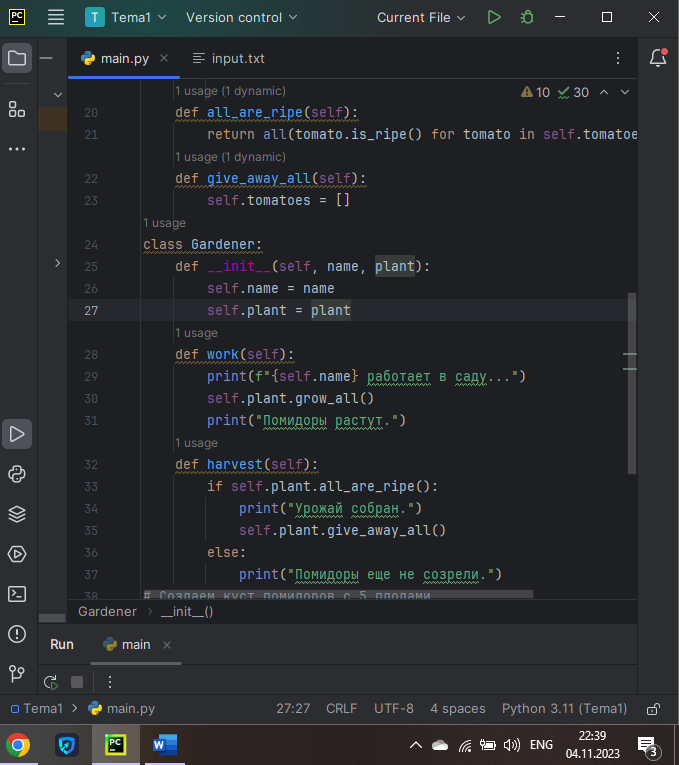 PC
T Tema1 Version control Current File
main.py input.txt
1 usage (1 dynamic)
10 30
20 def all_are_ripe(self):
21 return all(tomato.is_ripe() for tomato in self.tomatoe
1 usage (1 dynamic)
22 def give_away_all(self):
23 self.tomatoes = []
1 usage
24 class Gardener:
25 def __init__(self, name, plant):
26 self.name = name
27 self.plant = plant
1 usage
28 def work(self):
29 print(f"{self.name} работает в саду...")
30 self.plant.grow_all()
31 print("Помидоры растут.")
1 usage
32 def harvest(self):
33 if self.plant.all_are_ripe():
34 print("Урожай собран.")
35 self.plant.give_away_all()
36 else:
37 print("Помидоры еще не созрели.")
38 # Создаем куст помидоров с 5 плодами
Gardener __init__()
Run main
Tema1 main.py 27:27 CRLF UTF-8 4 spaces Python 3.11 (Tema1)
PC W ENG 22:39
04.11.2023 3